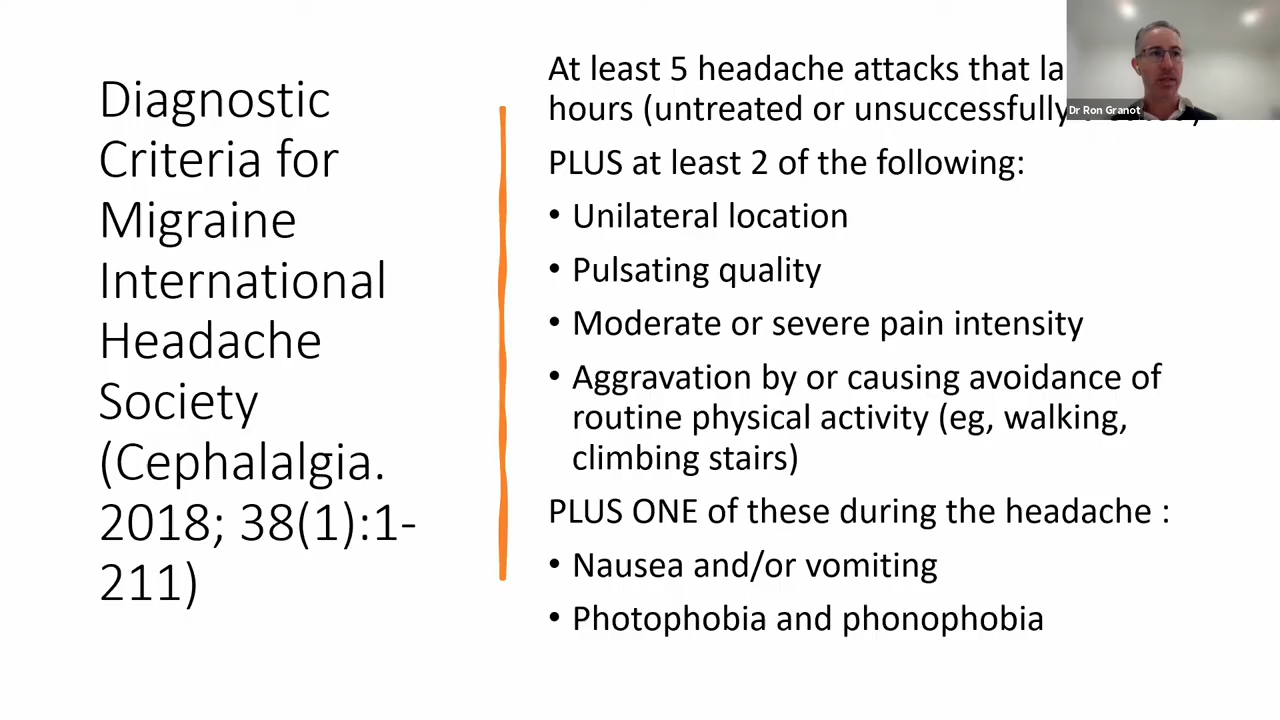 Diagnostic
Criteria for
Migraine
International
Headache
Society
(Cephalalgia.
2018; 38(1):1-
211)
At least 5 headache attacks that
hours (untreated or unsuccessfully
PLUS at least 2 of the following:
• Unilateral location
• Pulsating quality
• Moderate or severe pain intensity
• Aggravation by or causing avoidance of
routine physical activity (eg, walking,
climbing stairs)
PLUS ONE of these during the headache :
• Nausea and/or vomiting
• Photophobia and phonophobia
Dr Ron Granot